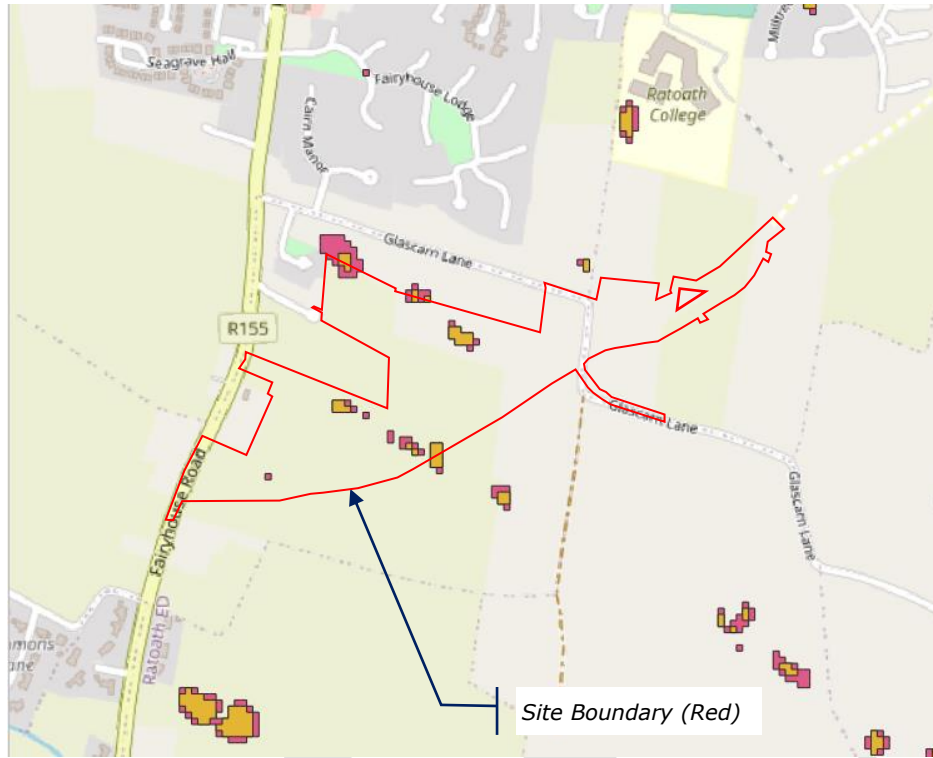 Seagrave Hall
Fairyhouse Lodge
Cairn Manor
Ratoath
College
Glascarn Lane
R155
Glascarn Lane
Glascarn Lane
Fairyhouse Road
Ratoath ED
Site Boundary (Red)